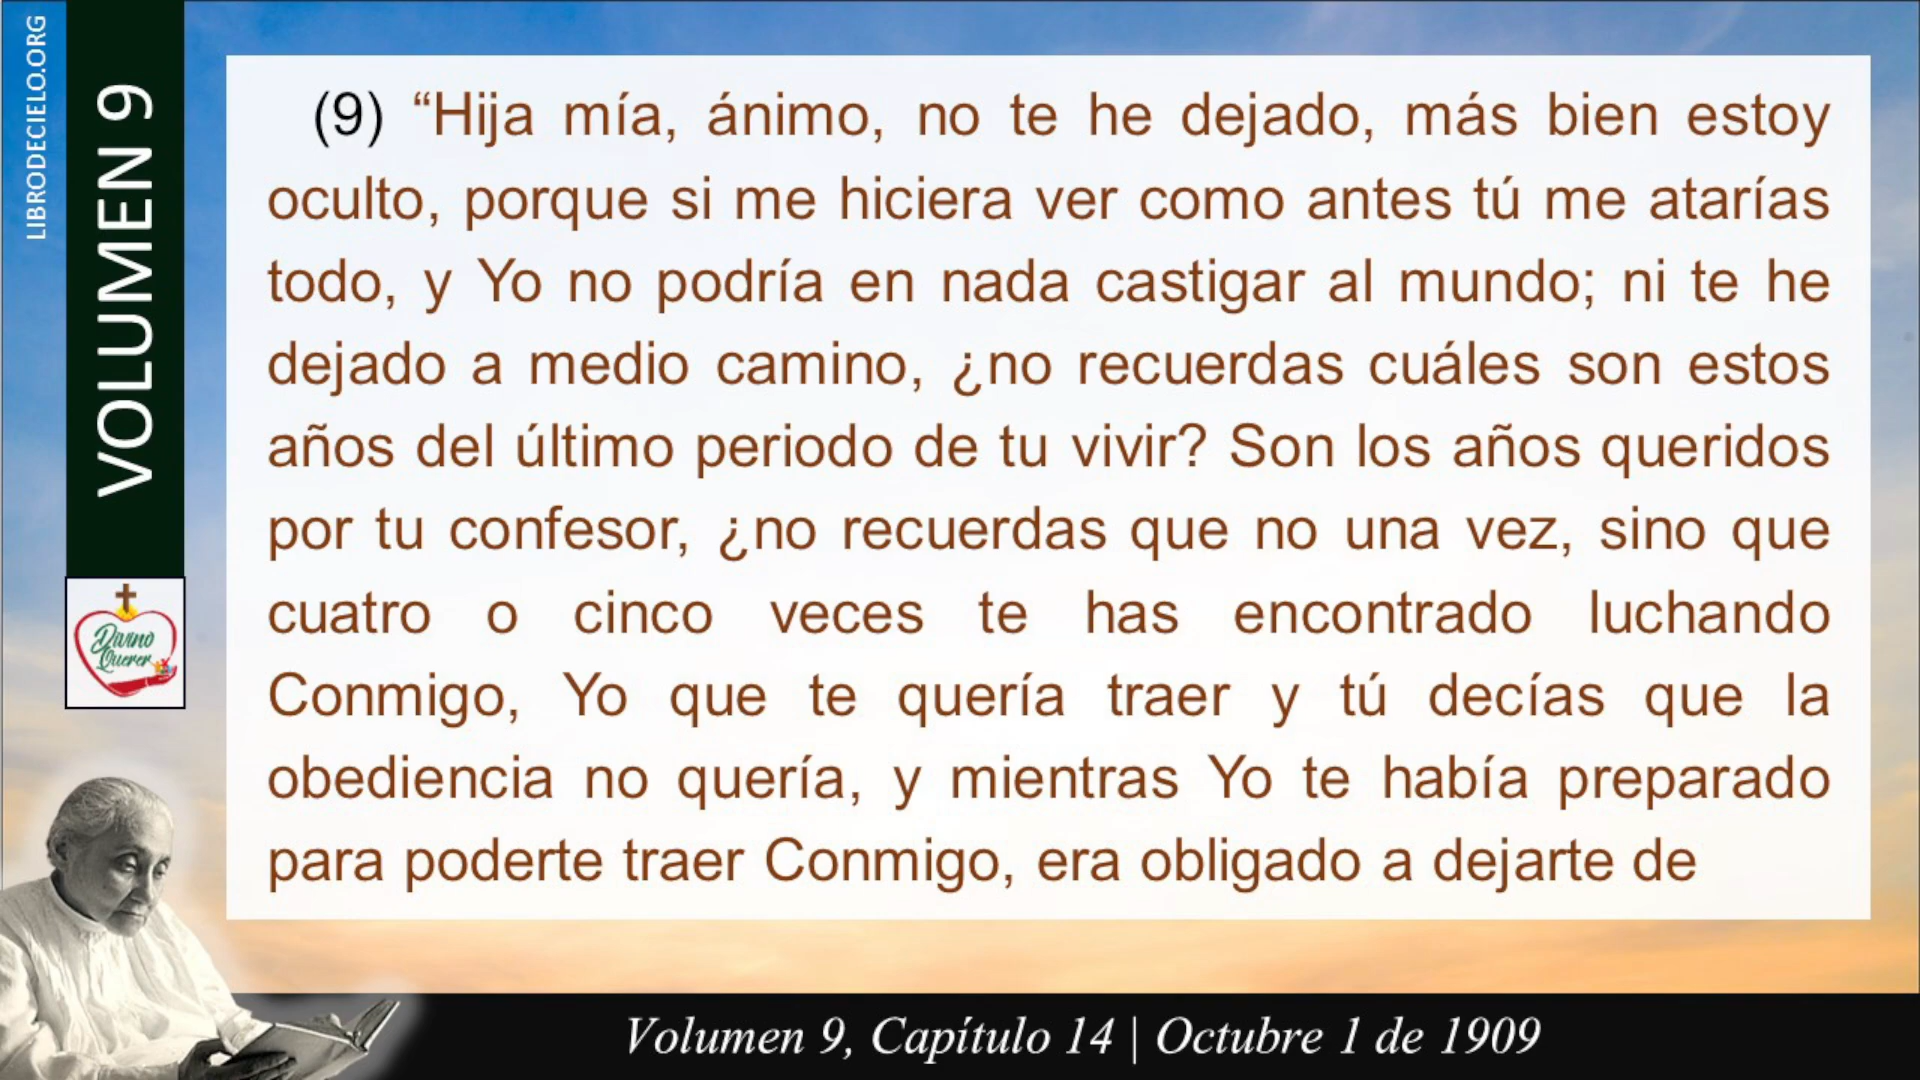 LIBRODECIELO.ORG
VOLUMEN 9
(9) “Hija mía, ánimo, no te he dejado, más bien estoy
oculto, porque si me hiciera ver como antes tú me atarías
todo, y Yo no podría en nada castigar al mundo; ni te he
dejado a medio camino, ¿no recuerdas cuáles son estos
años del último periodo de tu vivir? Son los años queridos
por tu confesor, ¿no recuerdas que no una vez, sino que
cuatro o cinco veces te has encontrado luchando
Conmigo, Yo que te quería traer y tú decías que la
obediencia no quería, y mientras Yo te había preparado
para poderte traer Conmigo, era obligado a dejarte de
Divino
Querer
Volumen 9, Capítulo 14 | Octubre 1 de 1909